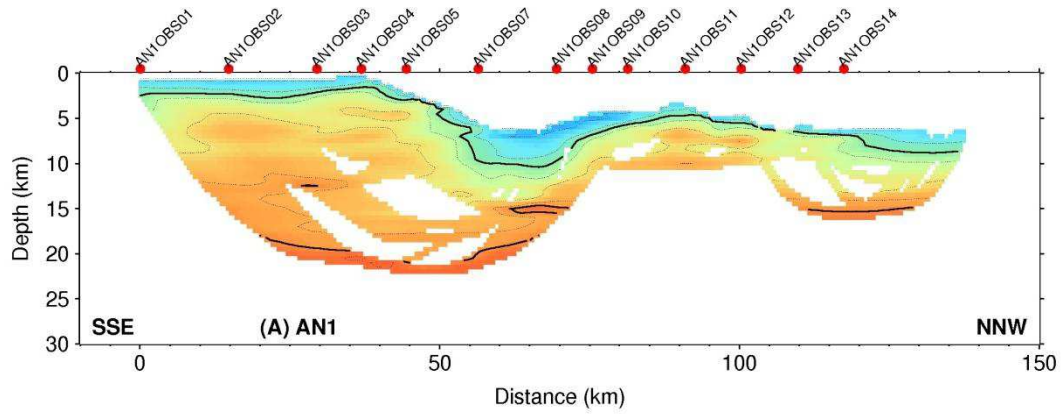 AN1OBS01
AN1OBS02
AN1OBS03
AN1OBS04
AN1OBS05
AN1OBS07
AN1OBS08
AN1OBS09
AN1OBS10
AN1OBS11
AN1OBS12
AN1OBS13
AN1OBS14
0
5
10
15
20
25
30
Depth (km)
SSE
(A) AN1
NNW
0
50
100
150
Distance (km)